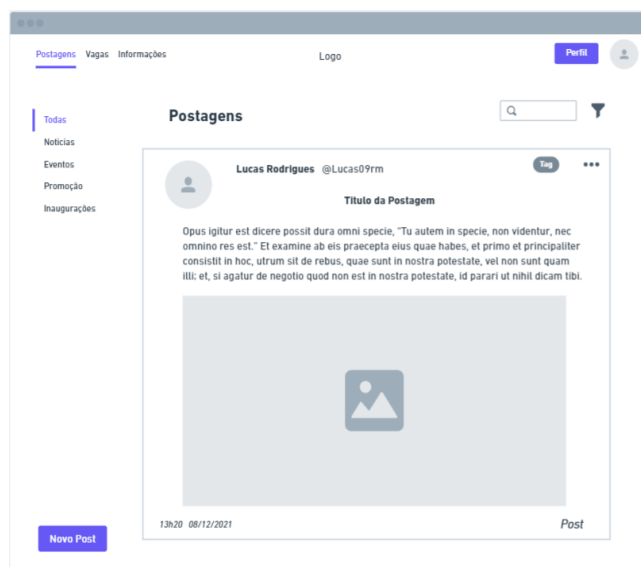 Postagens Vagas Informações
Logo
Perfil
Todas
Noticias
Eventos
Promoção
Inaugurações
Postagens
Lucas Rodrigues @Lucas09rm
Tag
Titulo da Postagem
Opus igitur est dicere possit dura omni specie, "Tu autem in specie, non videntur, nec
omnino res est." Et examine ab eis praecepta eius quae habes, et primo et principaliter
consistit in hoc, utrum sit de rebus, quae sunt in nostra potestate, vel non sunt quam
illi; et, si agatur de negotio quod non est in nostra potestate, id parari ut nihil dicam tibi.
13h20 08/12/2021
Post
Novo Post